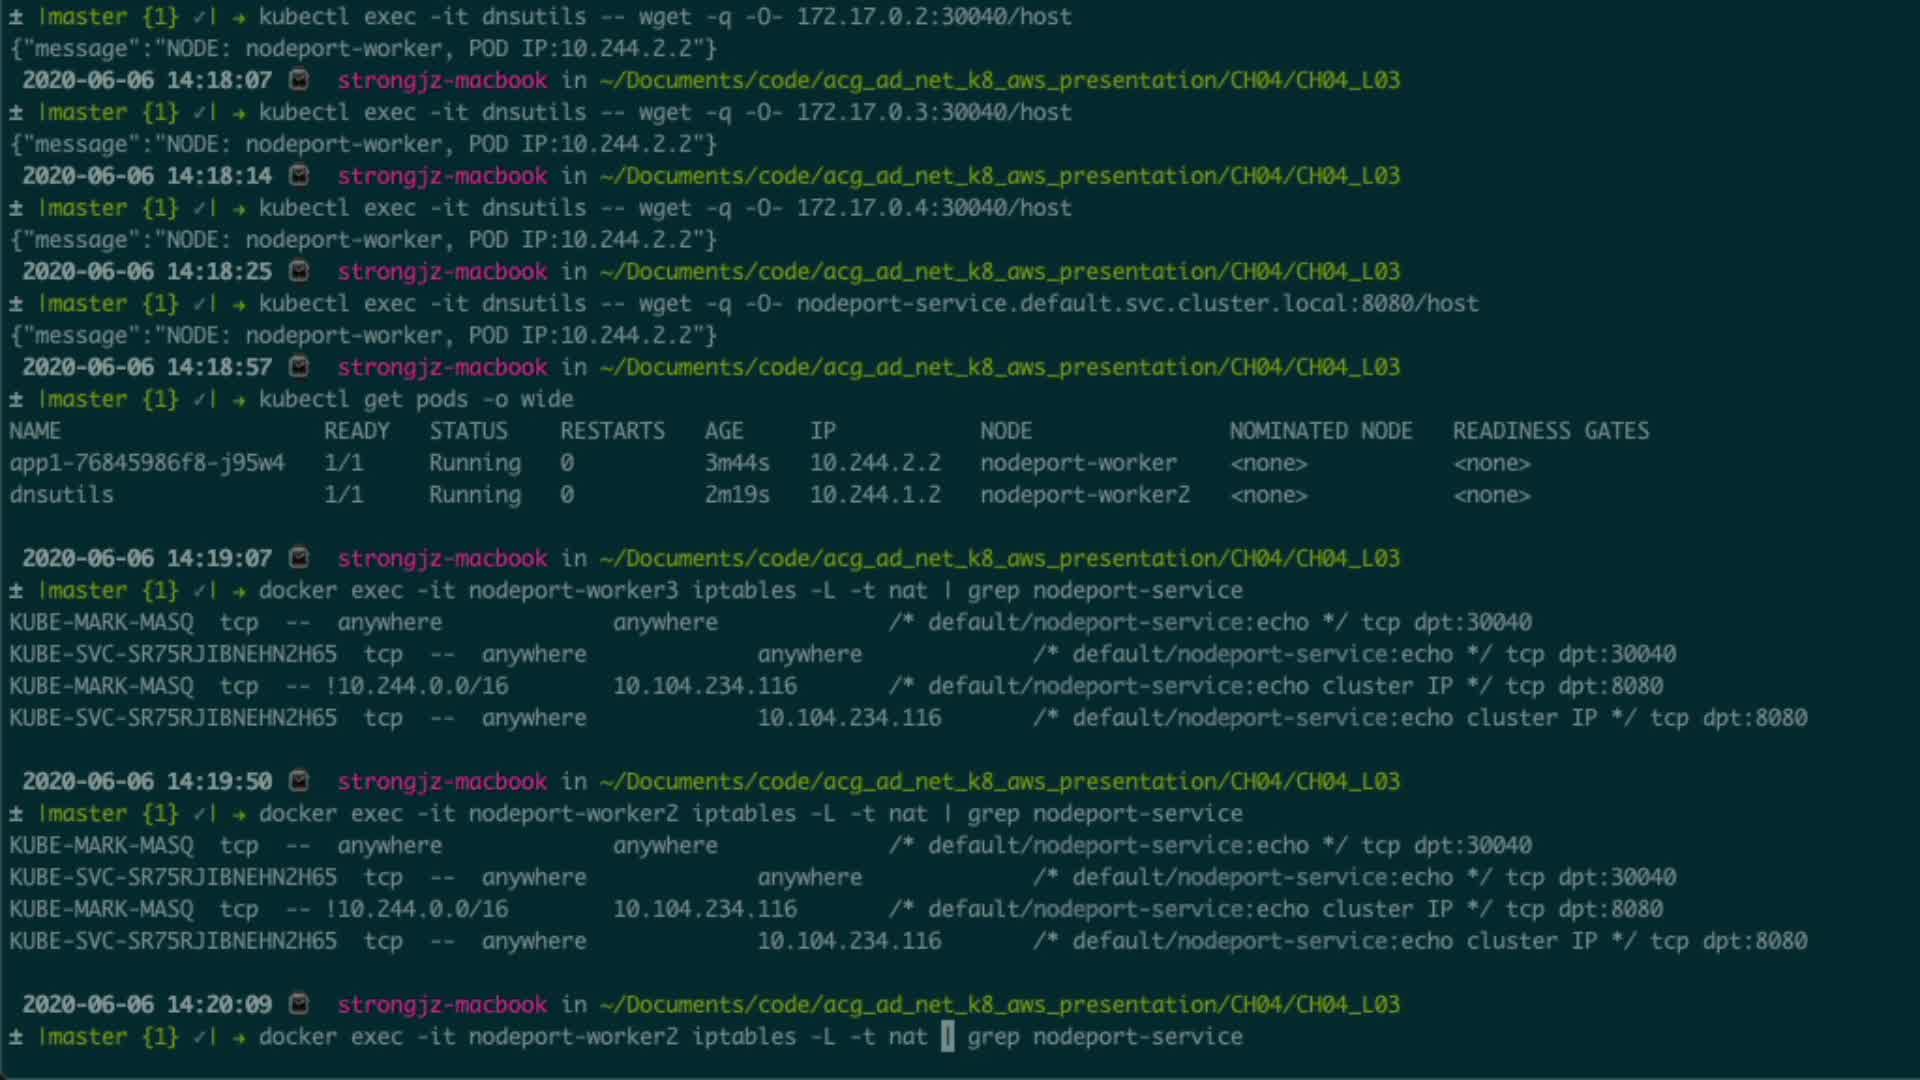 ± |master {1} ✓| → kubectl exec -it dnsutils -- wget -q -O- 172.17.0.2:30040/host
{"message":"NODE: nodeport-worker, POD IP:10.244.2.2"}
2020-06-06 14:18:07 strongjz-macbook in ~/Documents/code/acg_ad_net_k8_aws_presentation/CH04/CH04_L03
± |master {1} ✓| → kubectl exec -it dnsutils -- wget -q -O- 172.17.0.3:30040/host
{"message":"NODE: nodeport-worker, POD IP:10.244.2.2"}
2020-06-06 14:18:14 strongjz-macbook in ~/Documents/code/acg_ad_net_k8_aws_presentation/CH04/CH04_L03
± |master {1} ✓| → kubectl exec -it dnsutils -- wget -q -O- 172.17.0.4:30040/host
{"message":"NODE: nodeport-worker, POD IP:10.244.2.2"}
2020-06-06 14:18:25 strongjz-macbook in ~/Documents/code/acg_ad_net_k8_aws_presentation/CH04/CH04_L03
± |master {1} ✓| → kubectl exec -it dnsutils -- wget -q -O- nodeport-service.default.svc.cluster.local:8080/host
{"message":"NODE: nodeport-worker, POD IP:10.244.2.2"}
2020-06-06 14:18:57 strongjz-macbook in ~/Documents/code/acg_ad_net_k8_aws_presentation/CH04/CH04_L03
± |master {1} ✓| → kubectl get pods -o wide
NAME READY STATUS RESTARTS AGE IP NODE NOMINATED NODE READINESS GATES
app1-76845986f8-j95w4 1/1 Running 0 3m44s 10.244.2.2 nodeport-worker <none> <none>
dnsutils 1/1 Running 0 2m19s 10.244.1.2 nodeport-worker2 <none> <none>
2020-06-06 14:19:07 strongjz-macbook in ~/Documents/code/acg_ad_net_k8_aws_presentation/CH04/CH04_L03
± |master {1} ✓| → docker exec -it nodeport-worker3 iptables -L -t nat | grep nodeport-service
KUBE-MARK-MASQ tcp -- anywhere anywhere /* default/nodeport-service:echo */ tcp dpt:30040
KUBE-SVC-SR75RJIBNEHN2H65 tcp -- anywhere anywhere /* default/nodeport-service:echo */ tcp dpt:30040
KUBE-MARK-MASQ tcp -- !10.244.0.0/16 10.104.234.116 /* default/nodeport-service:echo cluster IP */ tcp dpt:8080
KUBE-SVC-SR75RJIBNEHN2H65 tcp -- anywhere 10.104.234.116 /* default/nodeport-service:echo cluster IP */ tcp dpt:8080
2020-06-06 14:19:50 strongjz-macbook in ~/Documents/code/acg_ad_net_k8_aws_presentation/CH04/CH04_L03
± |master {1} ✓| → docker exec -it nodeport-worker2 iptables -L -t nat | grep nodeport-service
KUBE-MARK-MASQ tcp -- anywhere anywhere /* default/nodeport-service:echo */ tcp dpt:30040
KUBE-SVC-SR75RJIBNEHN2H65 tcp -- anywhere anywhere /* default/nodeport-service:echo */ tcp dpt:30040
KUBE-MARK-MASQ tcp -- !10.244.0.0/16 10.104.234.116 /* default/nodeport-service:echo cluster IP */ tcp dpt:8080
KUBE-SVC-SR75RJIBNEHN2H65 tcp -- anywhere 10.104.234.116 /* default/nodeport-service:echo cluster IP */ tcp dpt:8080
2020-06-06 14:20:09 strongjz-macbook in ~/Documents/code/acg_ad_net_k8_aws_presentation/CH04/CH04_L03
± |master {1} ✓| → docker exec -it nodeport-worker2 iptables -L -t nat | grep nodeport-service